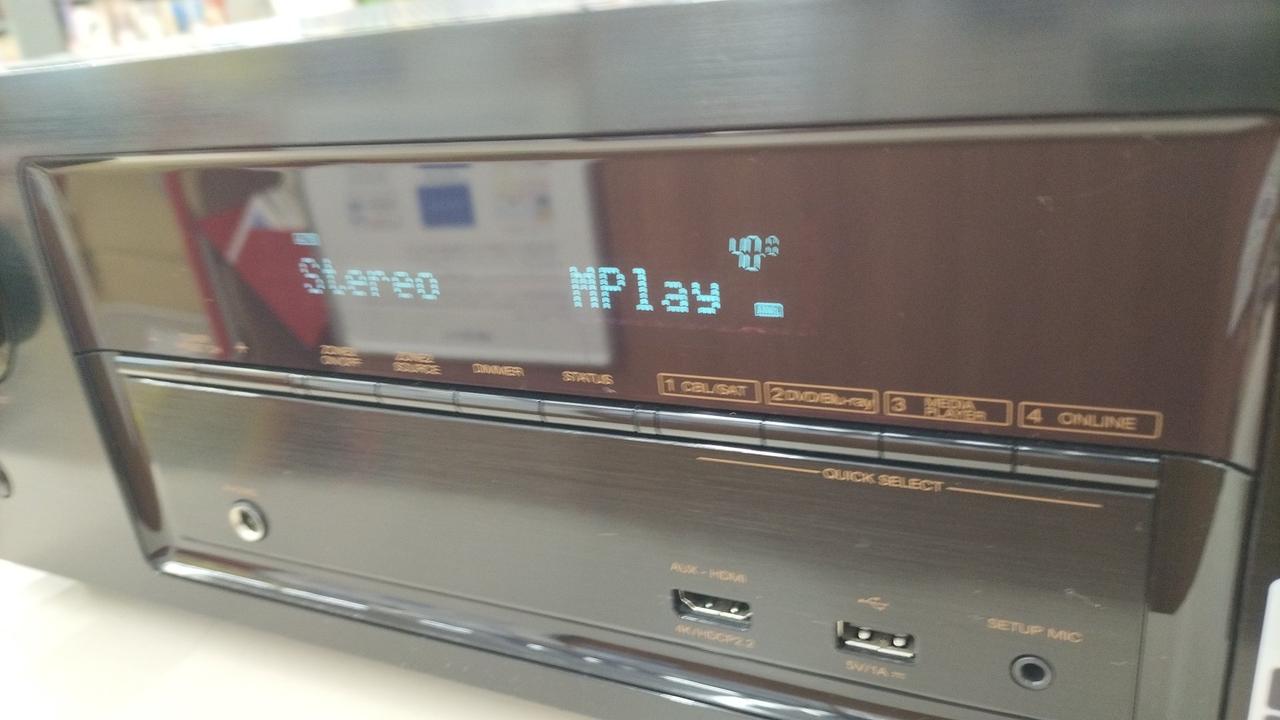 40
Stereo MPlay
ZONE2 ON/OFF
ZONE2 SOURCE
DIMMER
STATUS
1 CBL/SAT
2 DVD/Blu-ray
3 MEDIA PLAYER
4 ONLINE
QUICK SELECT
AUX - HDMI
4K/HDCP2.2
5V/1A
SETUP MIC